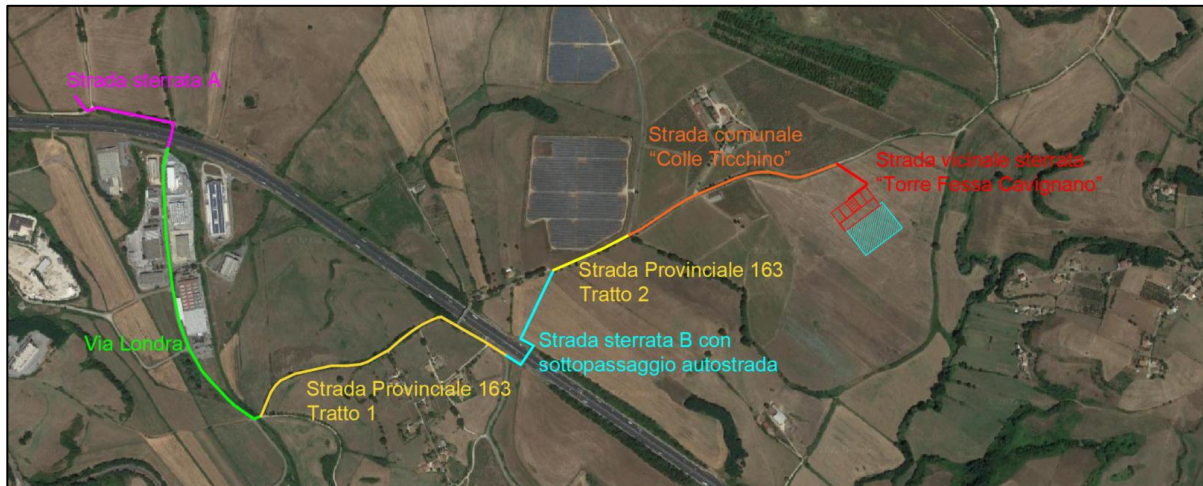 Strada sterrata A
Strada comunale
“Colle Ticchino”
Strada vicinale sterrata
“Torre Fessa Cavignano”
Strada Provinciale 163
Tratto 2
Strada sterrata B con
sottopassaggio autostrada
Via Londra
Strada Provinciale 163
Tratto 1